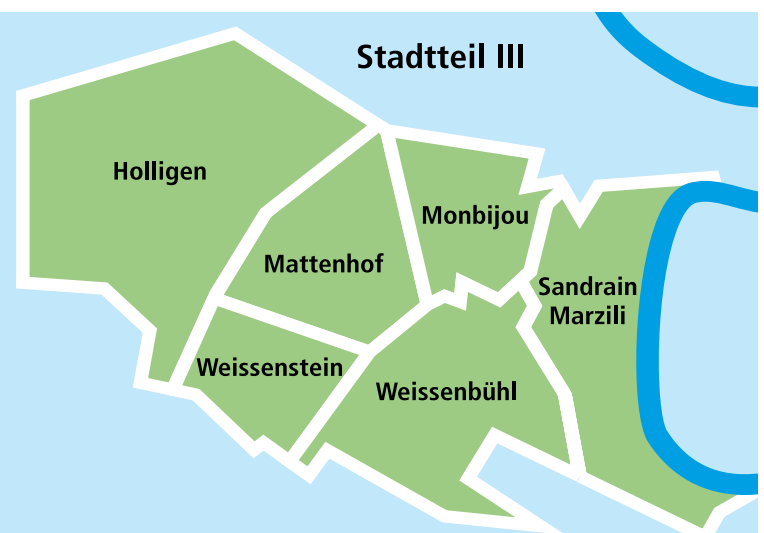 Stadtteil III
Holligen
Monbijou
Mattenhof
Sandrain
Marzili
Weissenstein
Weissenbühl